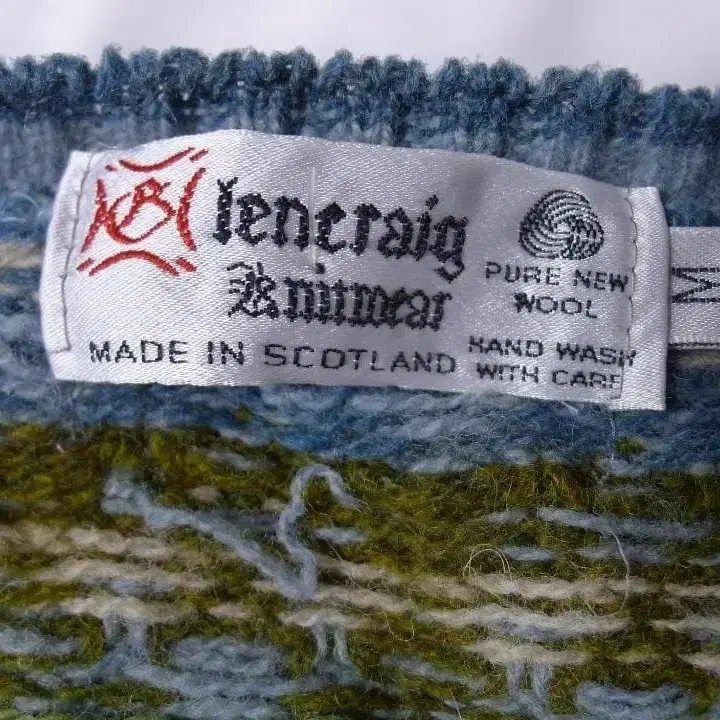 Glencraig
Knitwear
MADE IN SCOTLAND
PURE NEW
WOOL
HAND WASH
WITH CARE
M